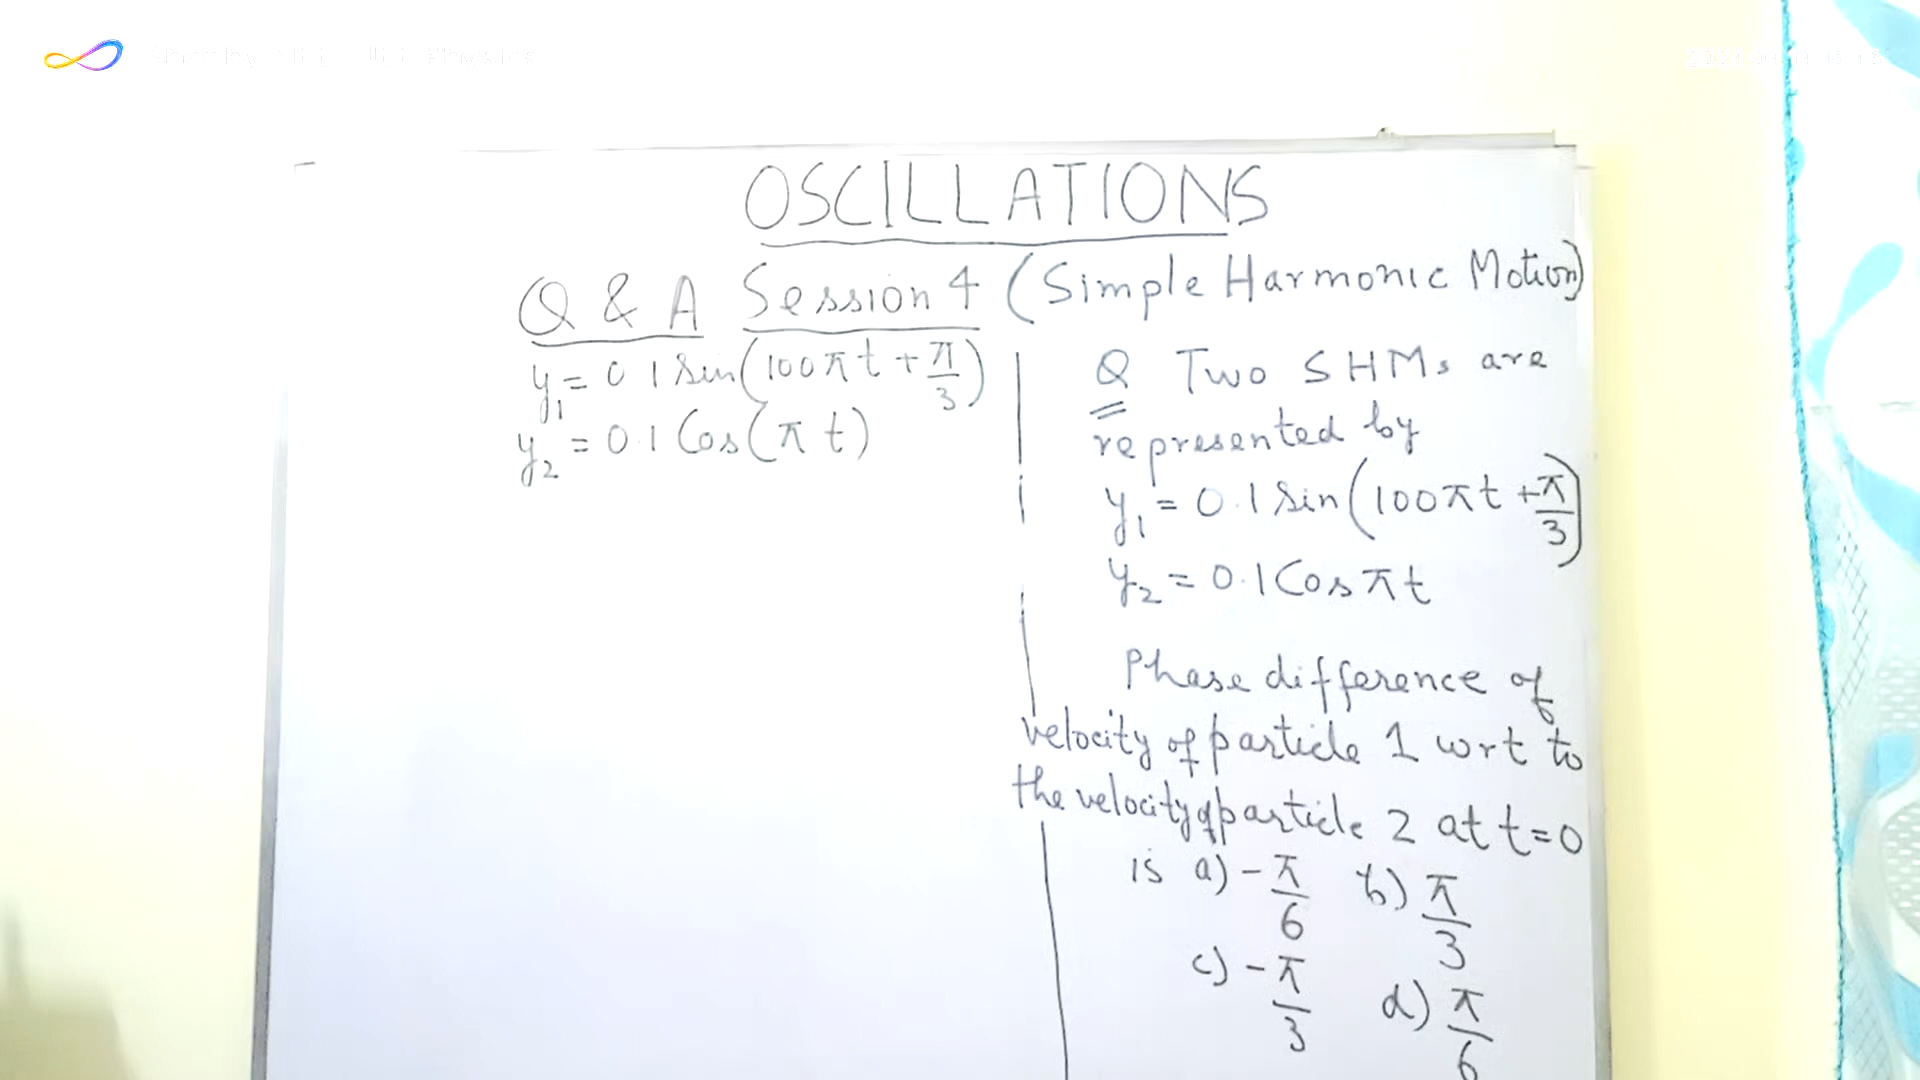 OSCILLATIONS
Q & A Session 4 (Simple Harmonic Motion)
y₁ = 0 1 Sin(100πt + π/3)
y₂ = 0.1 Cos(π t)
Q Two SHMs are
represented by
y₁ = 0.1 Sin(100πt + π/3)
y₂ = 0.1 Cos πt
Phase difference of
velocity of particle 1 wrt to
the velocity of particle 2 at t=0
is a) -π/6 b) π/3
c) -π/3 d) π/6